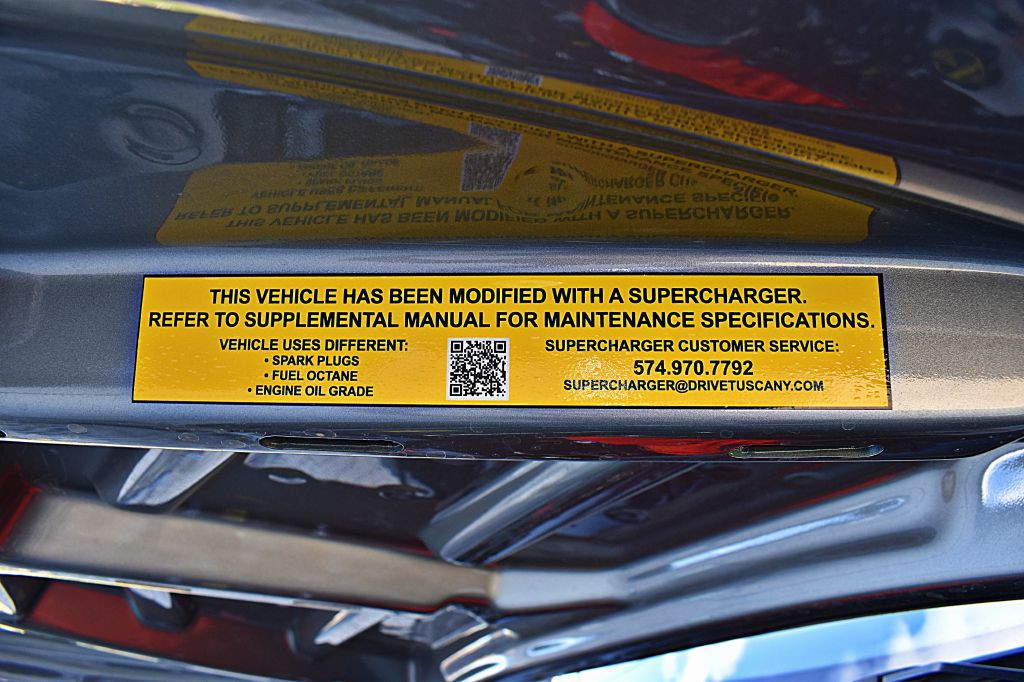 THIS VEHICLE HAS BEEN MODIFIED WITH A SUPERCHARGER.
REFER TO SUPPLEMENTAL MANUAL FOR MAINTENANCE SPECIFICATIONS.
VEHICLE USES DIFFERENT:
• SPARK PLUGS
• FUEL OCTANE
• ENGINE OIL GRADE
SUPERCHARGER CUSTOMER SERVICE:
574.970.7792
SUPERCHARGER@DRIVETUSCANY.COM